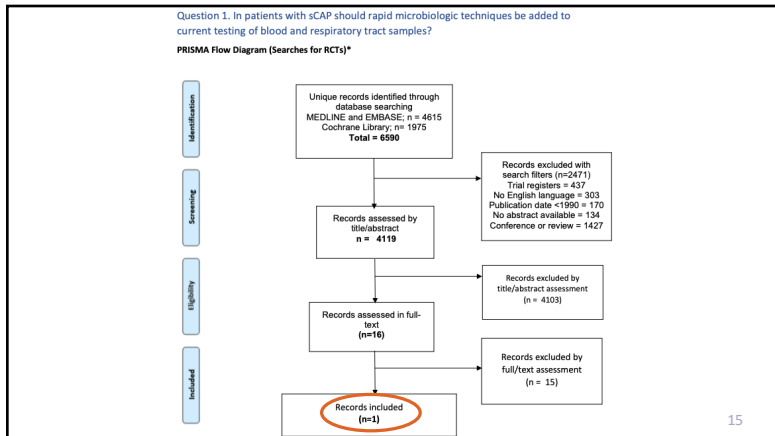 Question 1. In patients with sCAP should rapid microbiologic techniques be added to
current testing of blood and respiratory tract samples?
PRISMA Flow Diagram (Searches for RCTs)*
Identification
Unique records identified through
database searching
MEDLINE and EMBASE; n = 4615
Cochrane Library; n= 1975
Total = 6590
Records excluded with
search filters (n=2471)
Trial registers = 437
No English language = 303
Publication date <1990 = 170
No abstract available = 134
Conference or review = 1427
Screening
Records assessed by
title/abstract
n = 4119
Records excluded by
title/abstract assessment
(n = 4103)
Eligibility
Records assessed in full-
text
(n=16)
Records excluded by
full/text assessment
(n = 15)
Included
Records included
(n=1)
15